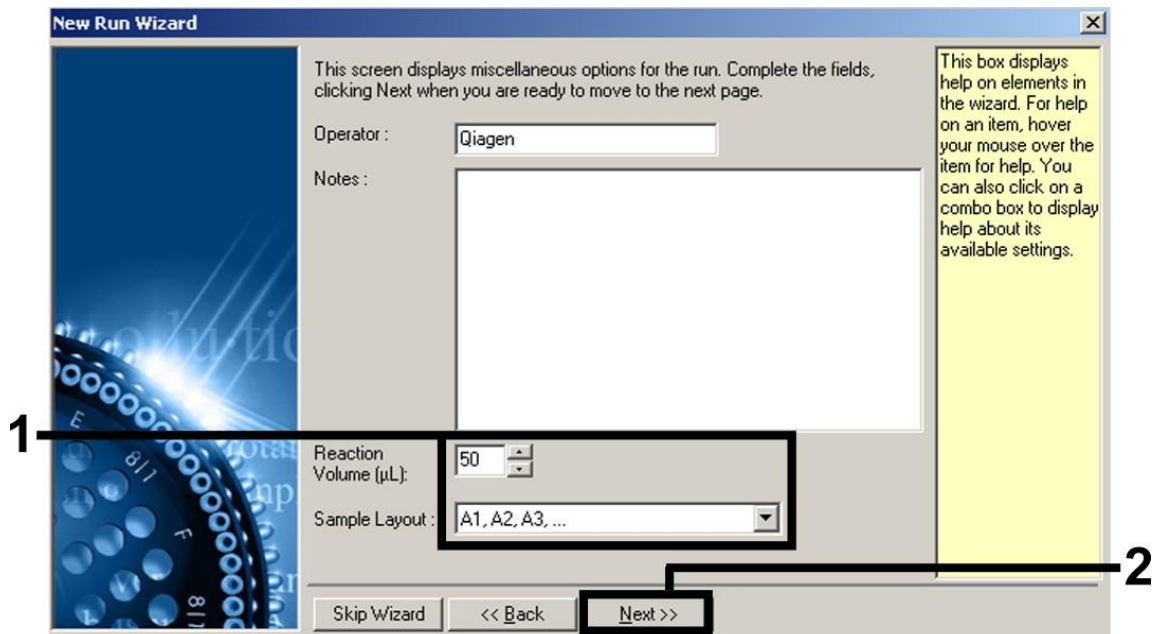 New Run Wizard
This screen displays miscellaneous options for the run. Complete the fields,
clicking Next when you are ready to move to the next page.
Operator :
Qiagen
Notes :
Reaction
Volume (µL):
50
Sample Layout :
A1, A2, A3, ...
Skip Wizard
<< Back
Next >>
This box displays
help on elements in
the wizard. For help
on an item, hover
your mouse over the
item for help. You
can also click on a
combo box to display
help about its
available settings.
1
2
E
8|1
F
8|1